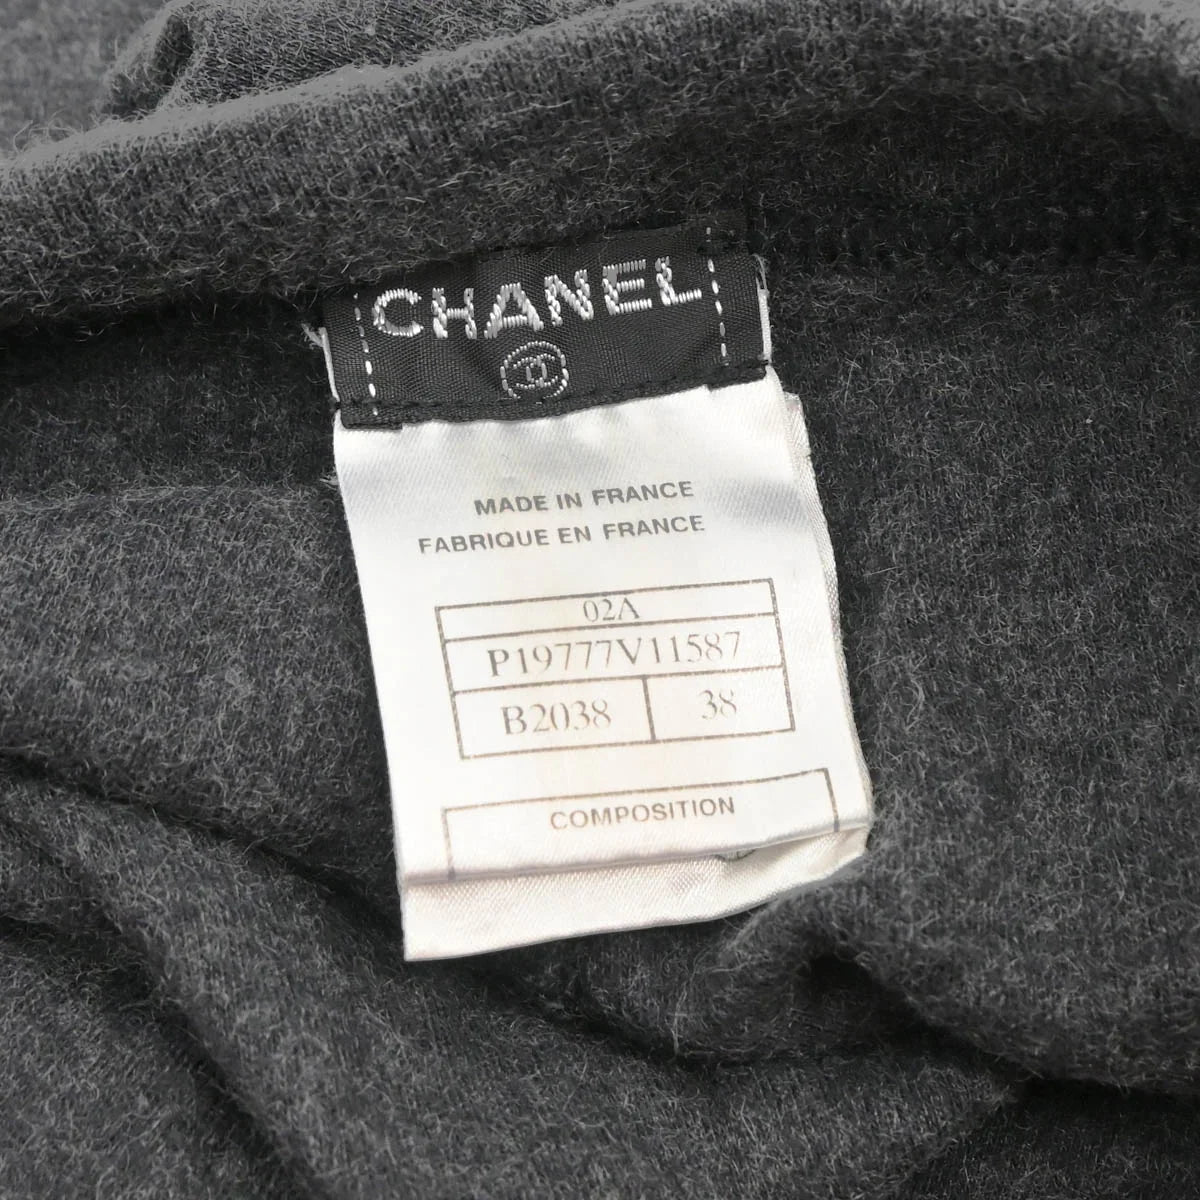 CHANEL
MADE IN FRANCE
FABRIQUE EN FRANCE
02A
P19777V11587
B2038 38
COMPOSITION